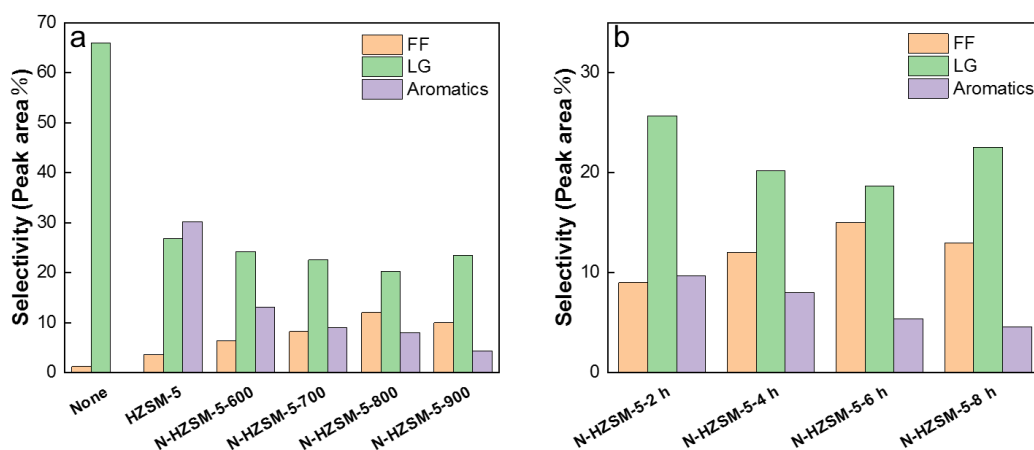 a
FF
LG
Aromatics
Selectivity (Peak area%)
70
60
50
40
30
20
10
0
None
HZSM-5
N-HZSM-5-600
N-HZSM-5-700
N-HZSM-5-800
N-HZSM-5-900
b
FF
LG
Aromatics
Selectivity (Peak area%)
30
20
10
0
N-HZSM-5-2 h
N-HZSM-5-4 h
N-HZSM-5-6 h
N-HZSM-5-8 h